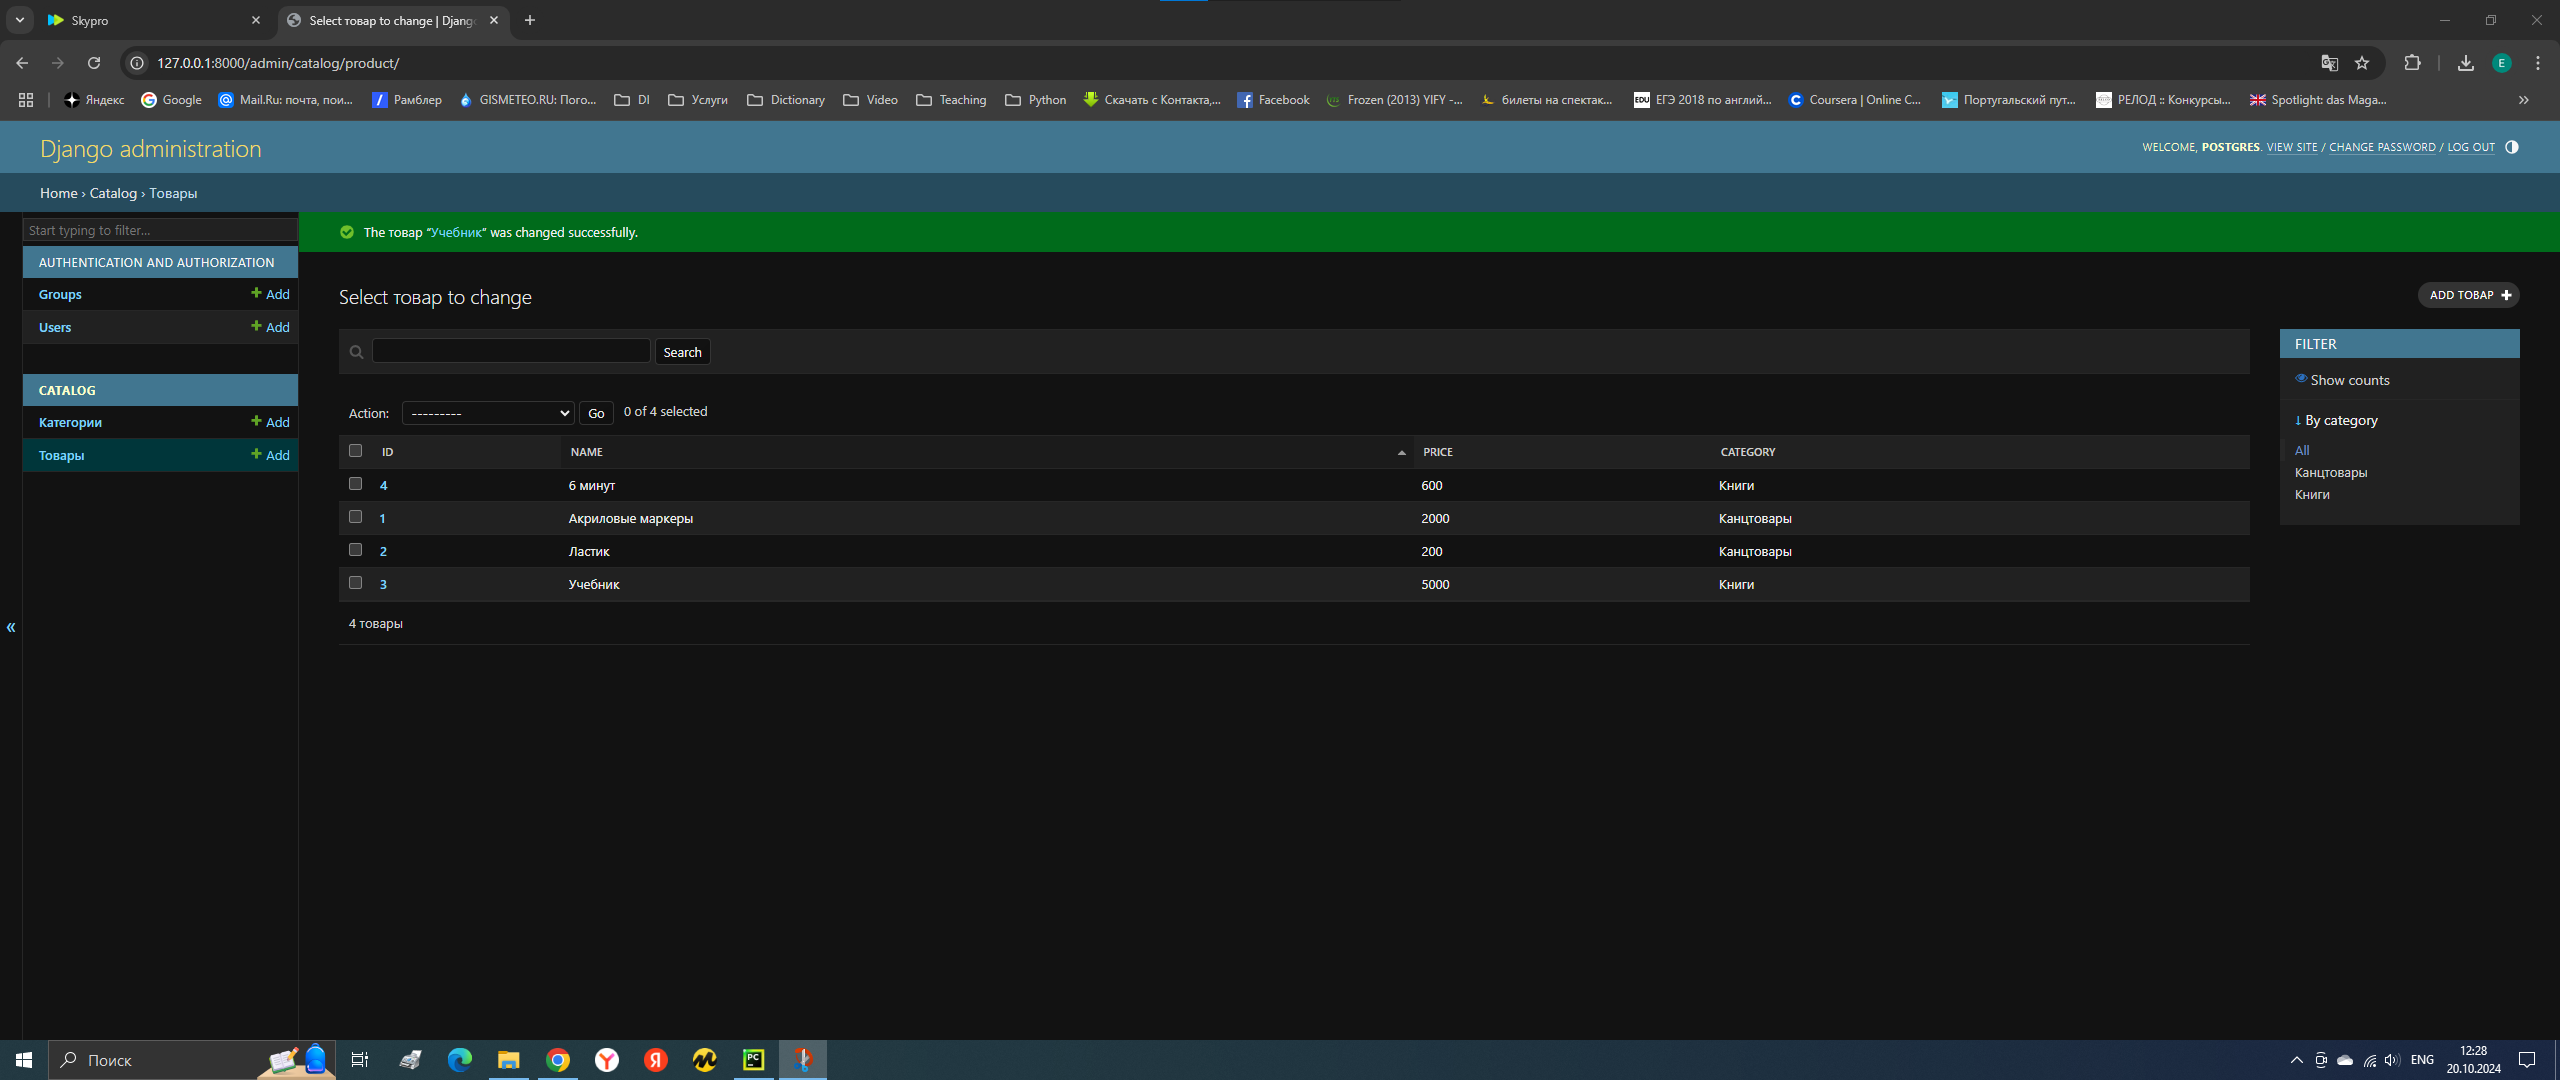 Skypro
Select товар to change | Django
127.0.0.1:8000/admin/catalog/product/
Яндекс Google Mail.Ru: почта, пои... Рамблер GISMETEO.RU: Пого... DI Услуги Dictionary Video Teaching Python Скачать с Контакта,... Facebook Frozen (2013) YIFY -... билеты на спектак... ЕГЭ 2018 по англий... Coursera | Online C... Португальский пут... РЕЛОД :: Конкурсы... Spotlight: das Maga...
Django administration
WELCOME, POSTGRES. VIEW SITE / CHANGE PASSWORD / LOG OUT
Home › Catalog › Товары
Start typing to filter...
AUTHENTICATION AND AUTHORIZATION
Groups Add
Users Add
CATALOG
Категории Add
Товары Add
«
The товар “Учебник” was changed successfully.
Select товар to change
ADD ТОВАР
Search
Action: --------- Go 0 of 4 selected
ID NAME PRICE CATEGORY
4 6 минут 600 Книги
1 Акриловые маркеры 2000 Канцтовары
2 Ластик 200 Канцтовары
3 Учебник 5000 Книги
4 товары
FILTER
Show counts
↓ By category
All
Канцтовары
Книги
Поиск
ENG
12:28
20.10.2024